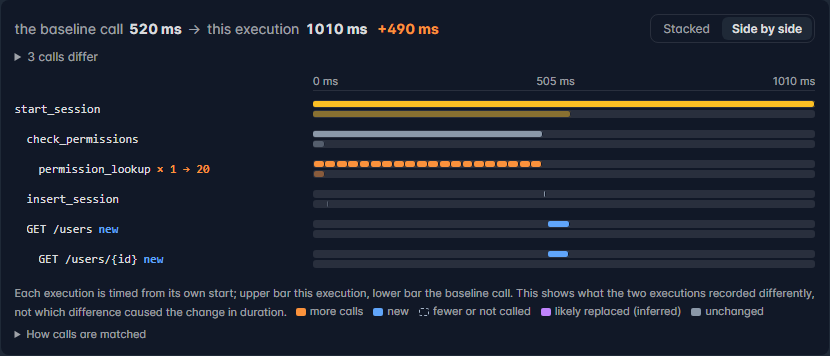 the baseline call 520 ms → this execution 1010 ms +490 ms
Stacked Side by side
▶ 3 calls differ
0 ms 505 ms 1010 ms
start_session
check_permissions
permission_lookup × 1 → 20
insert_session
GET /users new
GET /users/{id} new
Each execution is timed from its own start; upper bar this execution, lower bar the baseline call. This shows what the two executions recorded differently,
not which difference caused the change in duration. more calls new fewer or not called likely replaced (inferred) unchanged
▶ How calls are matched